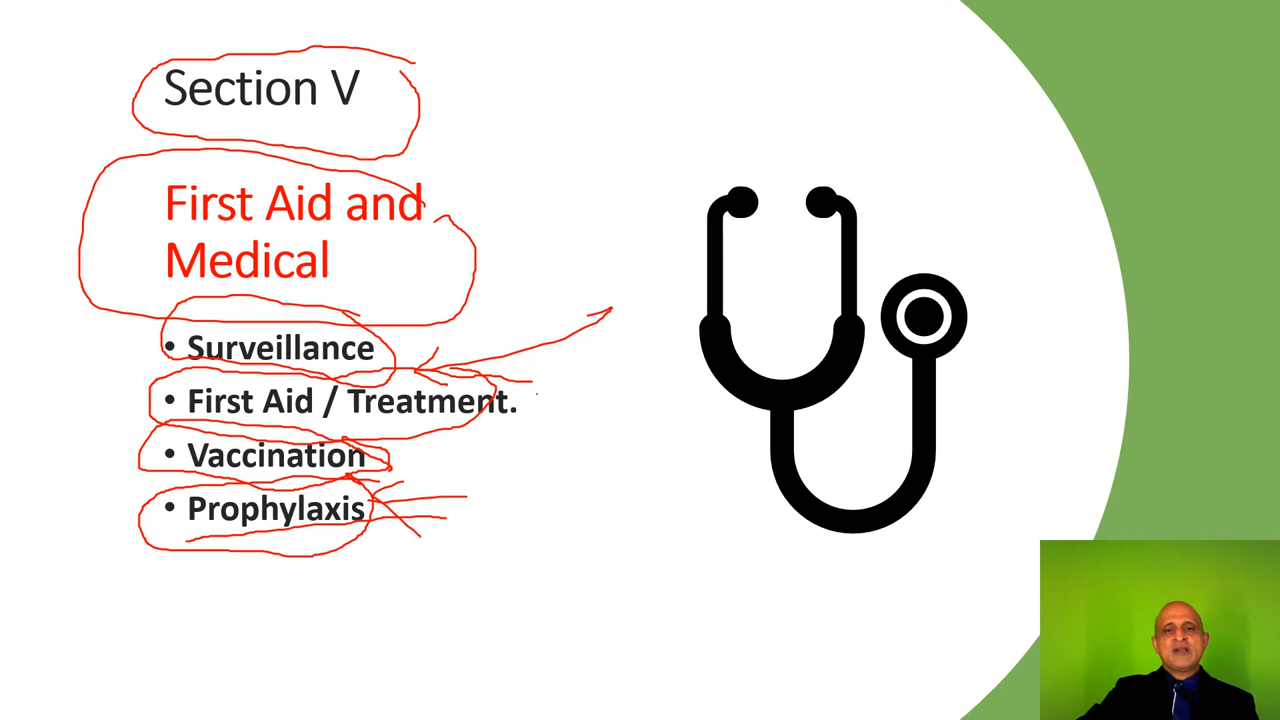 Section V
First Aid and
Medical
• Surveillance
• First Aid / Treatment.
• Vaccination
• Prophylaxis